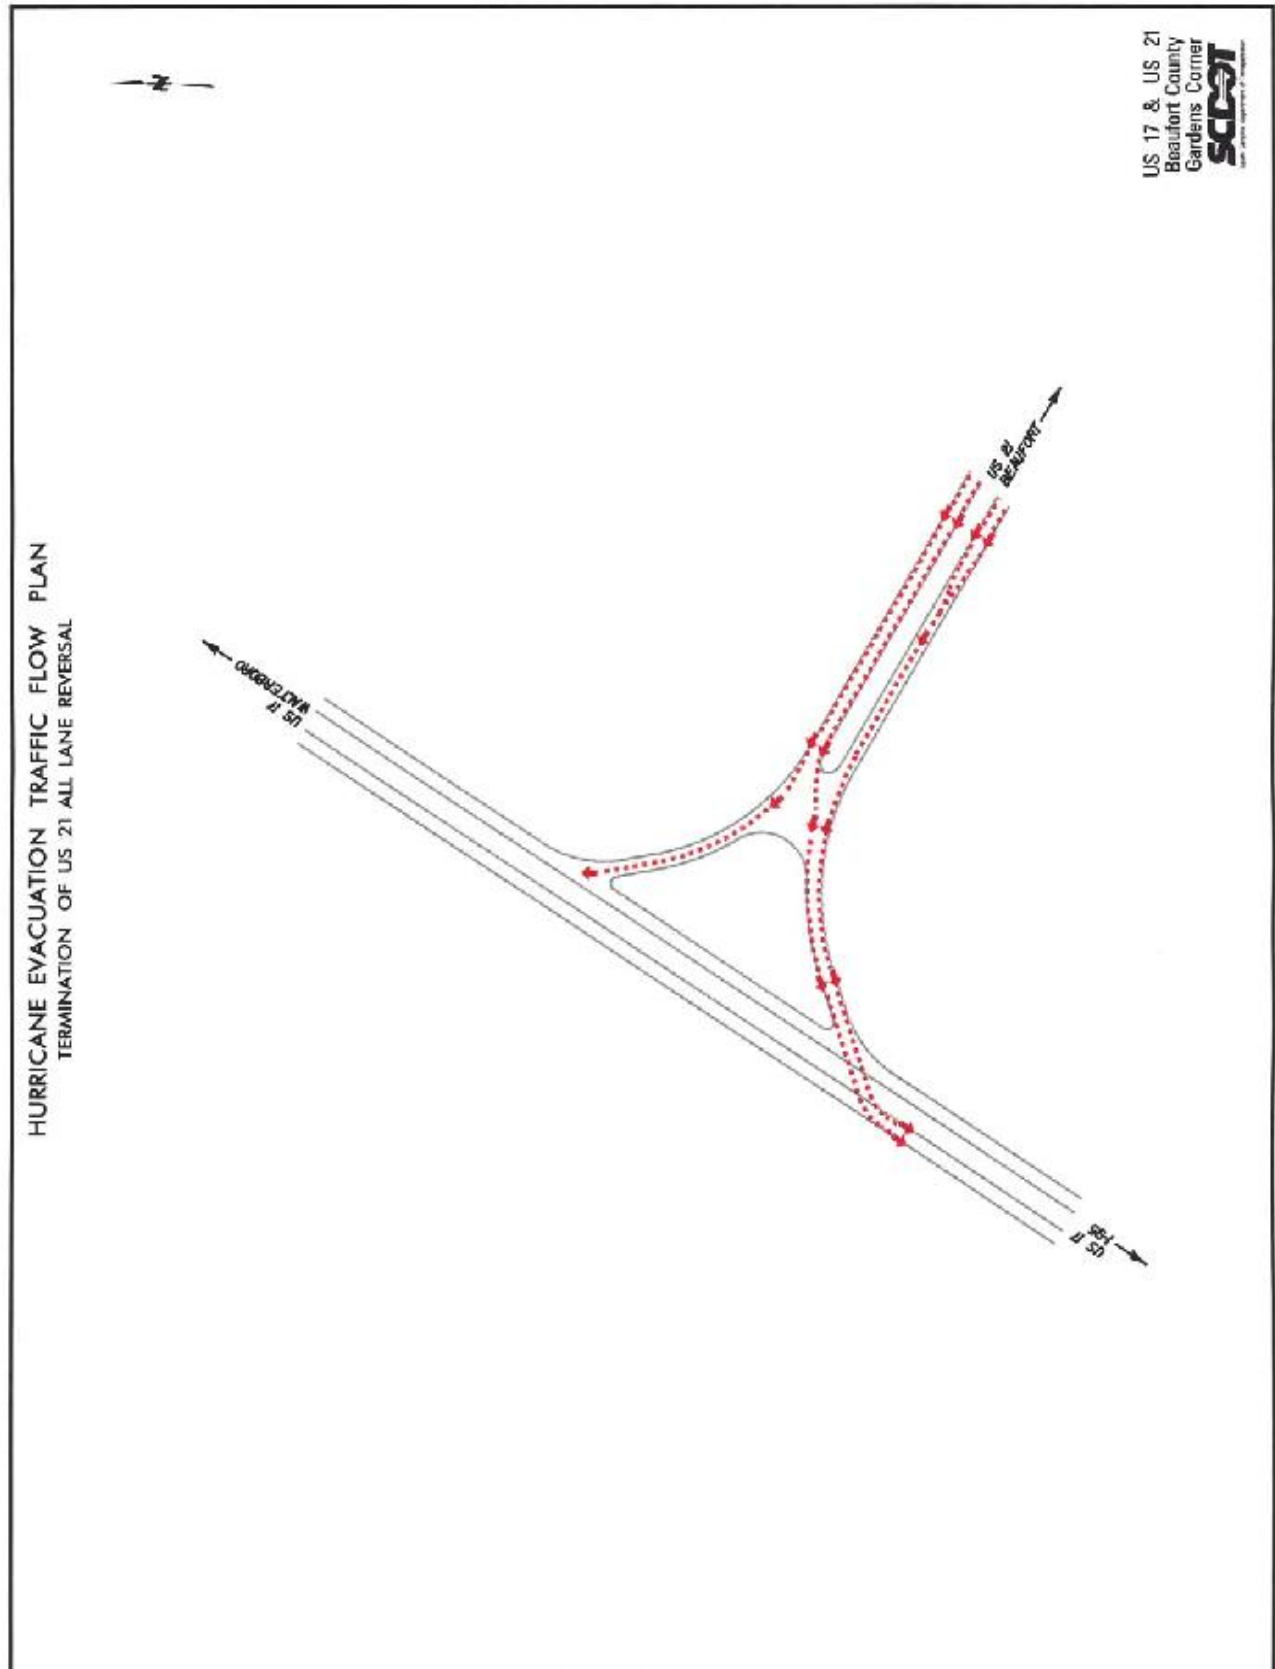 HURRICANE EVACUATION TRAFFIC FLOW PLAN
TERMINATION OF US 21 ALL LANE REVERSAL
N
US 17
WALTERBORO
US 21
BEAUFORT
US 17
I-95
US 17 & US 21
Beaufort County
Gardens Corner
SCDOT